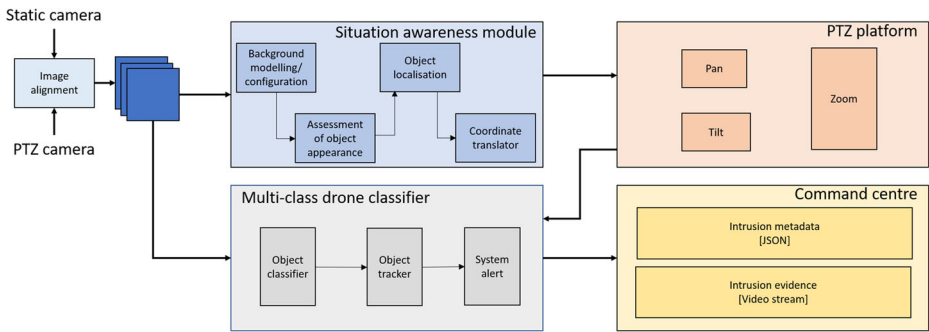 Static camera
Image
alignment
PTZ camera
Situation awareness module
Background
modelling/
configuration
Assessment
of object
appearance
Object
localisation
Coordinate
translator
PTZ platform
Pan
Tilt
Zoom
Multi-class drone classifier
Object
classifier
Object
tracker
System
alert
Command centre
Intrusion metadata
[JSON]
Intrusion evidence
[Video stream]